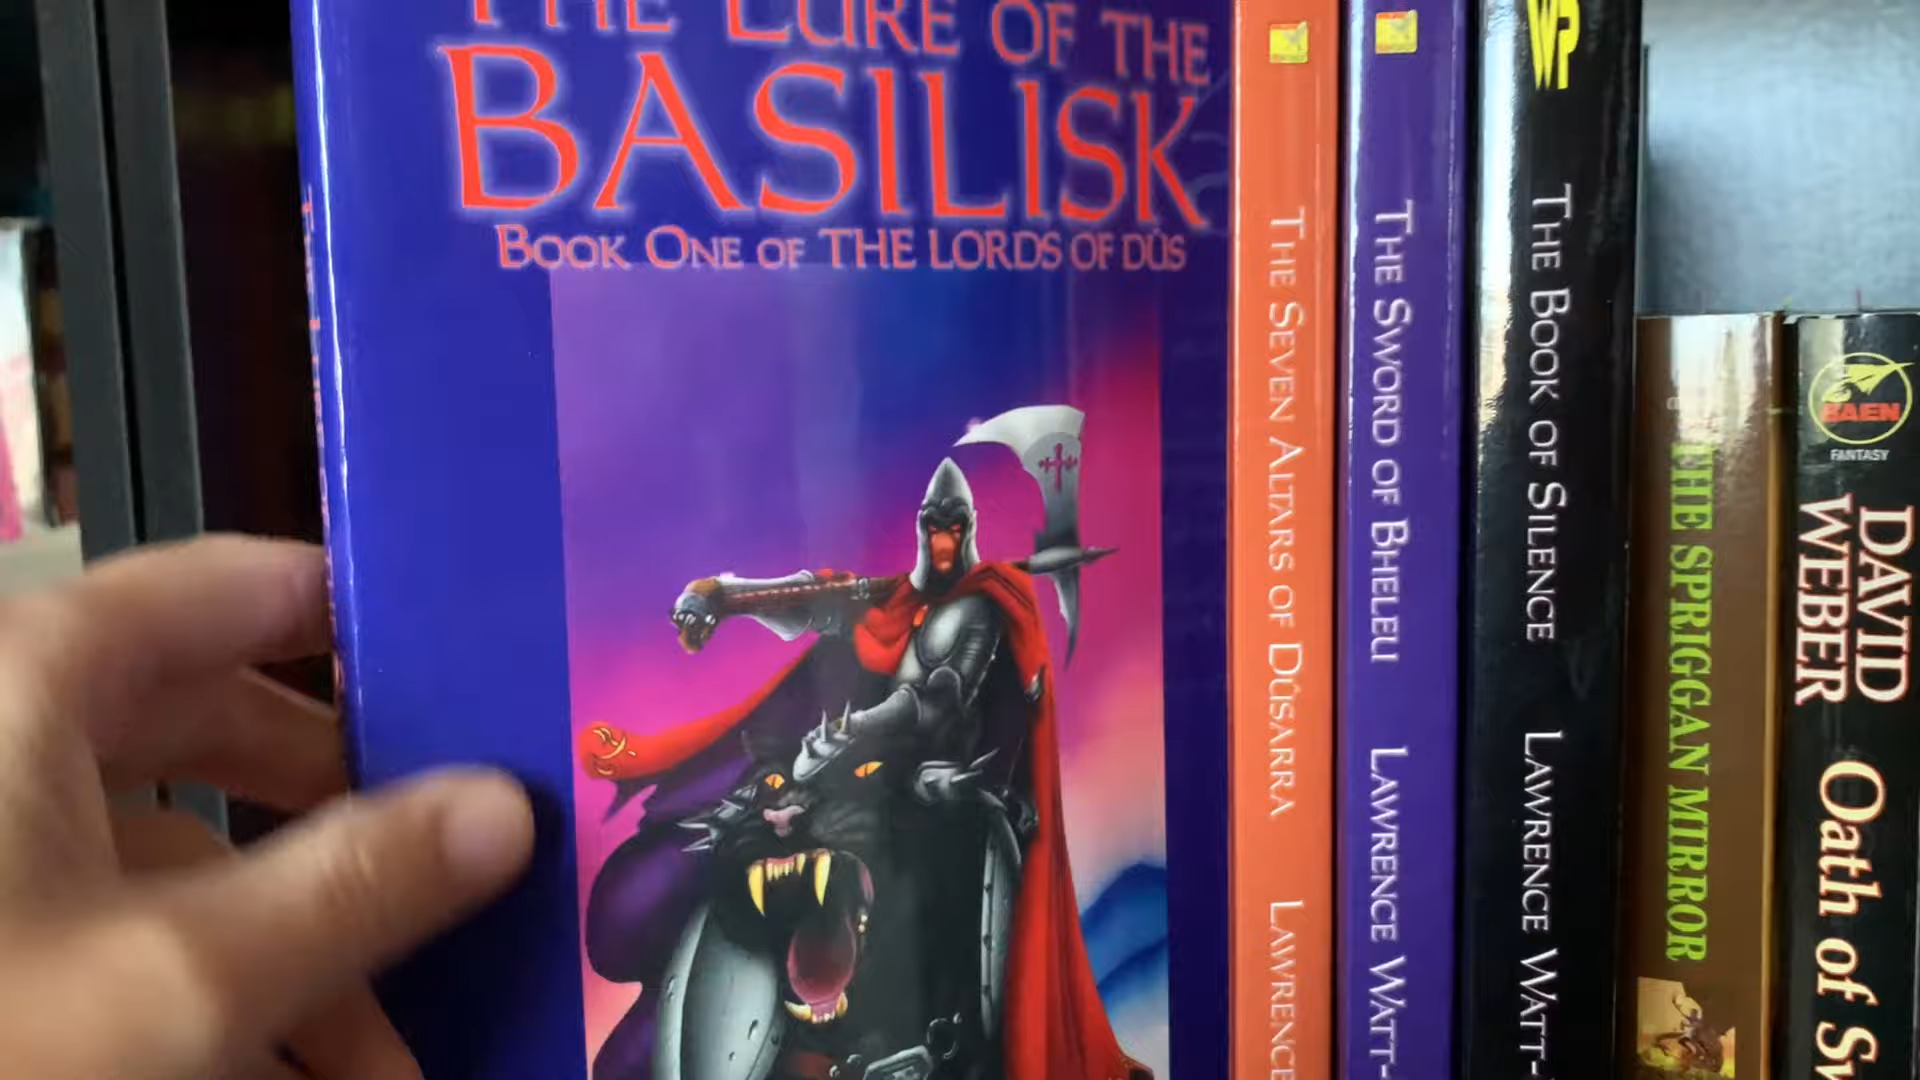 THE LURE OF THE
BASILISK
BOOK ONE OF THE LORDS OF DÛS
THE SEVEN ALTARS OF DÛSARRA LAWRENCE
THE SWORD OF BHELEU LAWRENCE WATT-
WP
THE BOOK OF SILENCE LAWRENCE WATT-
THE SPRIGGAN MIRROR
BAEN
FANTASY
DAVID
WEBER
Oath of Sw